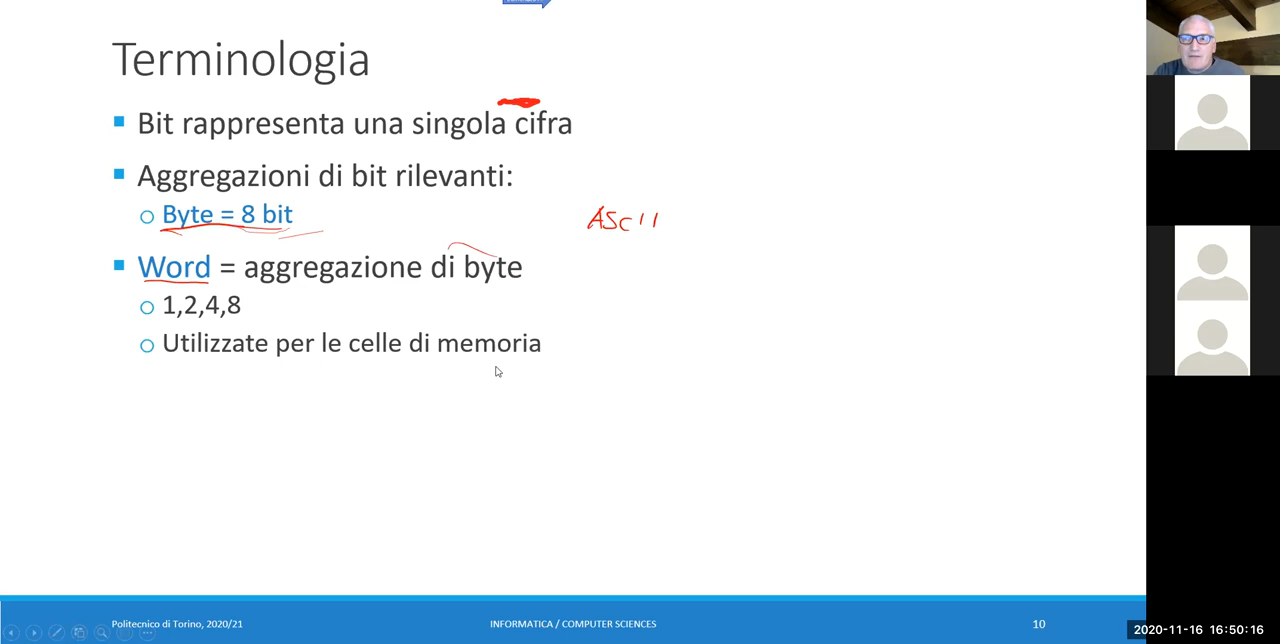 Terminologia
Bit rappresenta una singola cifra
Aggregazioni di bit rilevanti:
Byte = 8 bit
ASCII
Word = aggregazione di byte
1,2,4,8
Utilizzate per le celle di memoria
Politecnico di Torino, 2020/21
INFORMATICA / COMPUTER SCIENCES
10
2020-11-16 16:50:16